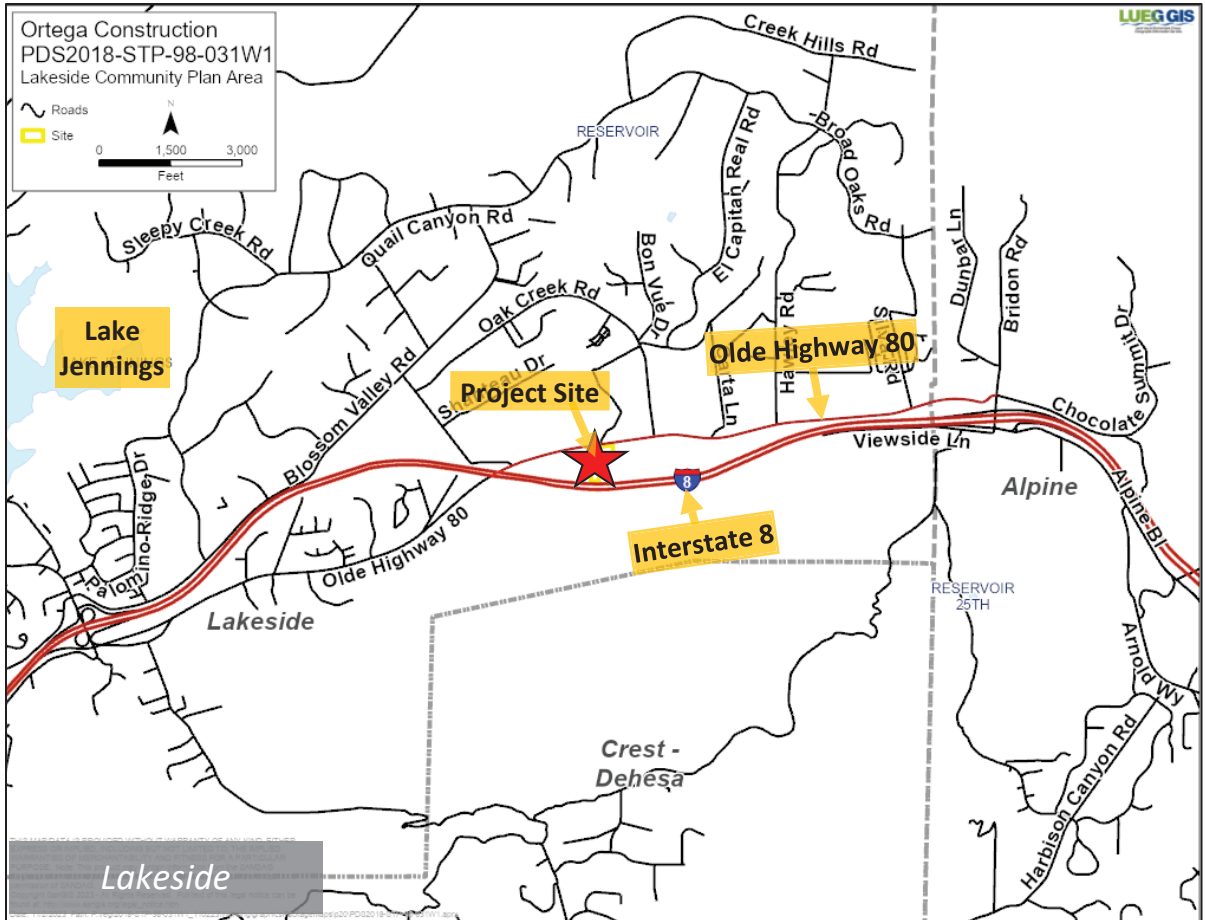 Ortega Construction
PDS2018-STP-98-031W1
Lakeside Community Plan Area
Roads
Site
N
0 1,500 3,000
Feet
LUEG GIS
Creek Hills Rd
RESERVOIR
El Capitan Real Rd
Broad Oaks Rd
Sleepy Creek Rd
Quail Canyon Rd
Dunbar Ln
Bridon Rd
Bon Vue Dr
Oak Creek Rd
Lake
Jennings
Olde Highway 80
Project Site
Chocolate Summit Dr
Blossom Valley Rd
Viewside Ln
8
Alpine
Alpine Bl
Interstate 8
Palomino-Ridge-Dr
Olde Highway 80
Lakeside
RESERVOIR
25TH
Arnold Wy
Crest -
Dehesa
Harbison Canyon Rd
Lakeside